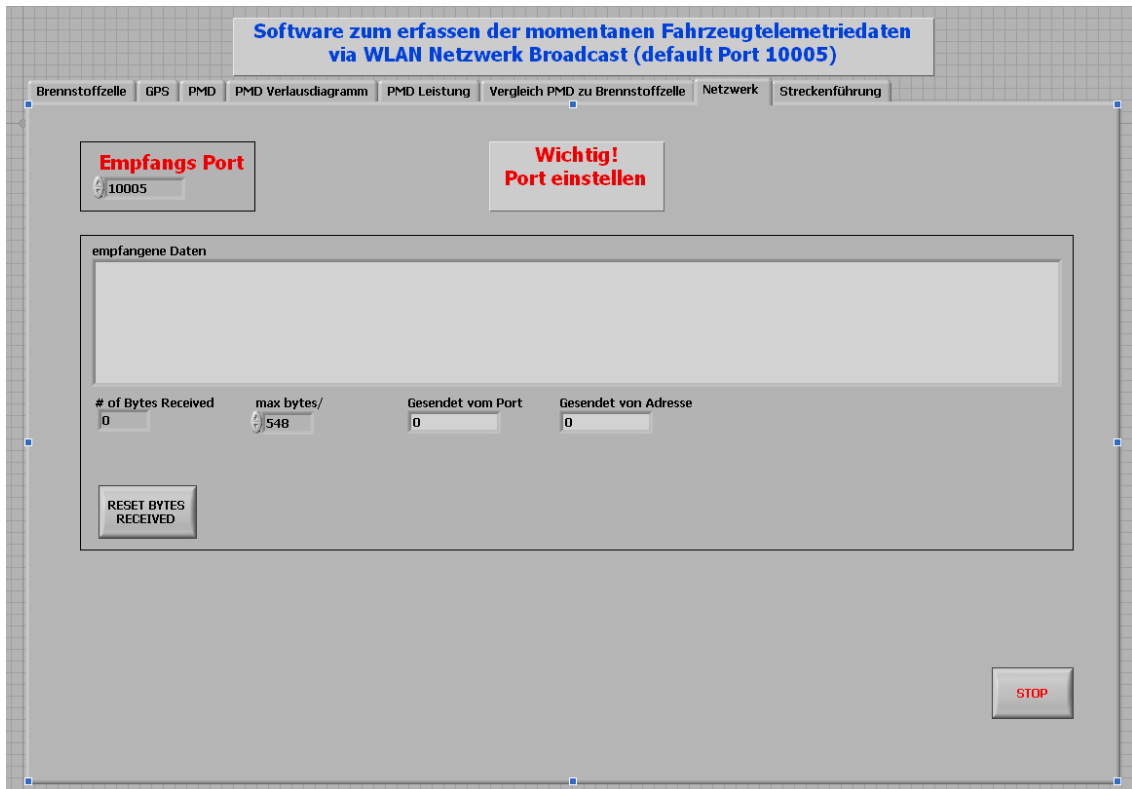 Software zum erfassen der momentanen Fahrzeugtelemetriedaten
via WLAN Netzwerk Broadcast (default Port 10005)
Brennstoffzelle GPS PMD PMD Verlausdiagramm PMD Leistung Vergleich PMD zu Brennstoffzelle Netzwerk Streckenführung
Empfangs Port
10005
Wichtig!
Port einstellen
empfangene Daten
# of Bytes Received max bytes/ Gesendet vom Port Gesendet von Adresse
0 548 0 0
RESET BYTES
RECEIVED
STOP